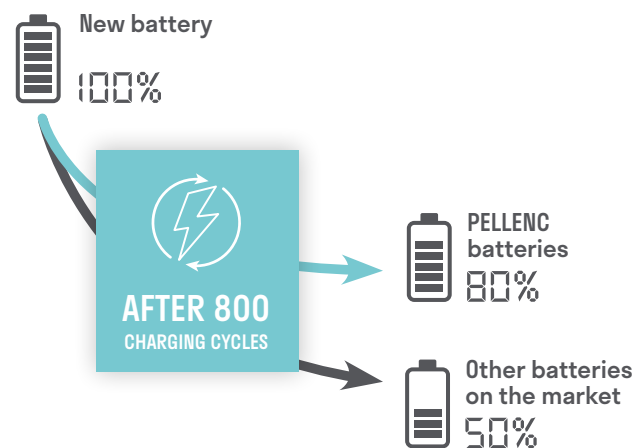 New battery
100%
AFTER 800
CHARGING CYCLES
PELLENC
batteries
80%
Other batteries
on the market
50%